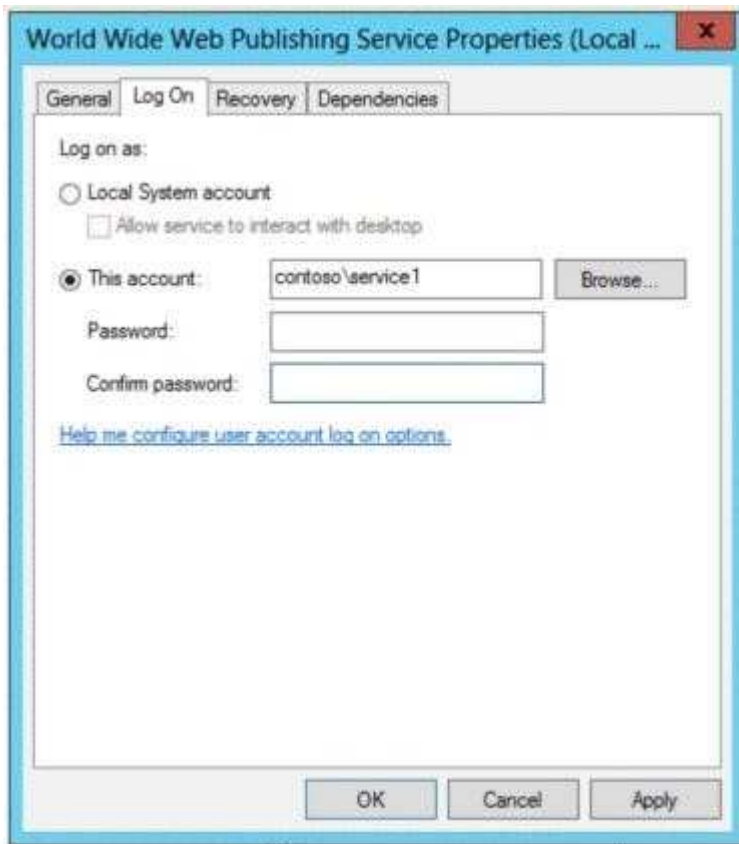 World Wide Web Publishing Service Properties (Local ...
x
General Log On Recovery Dependencies
Log on as:
Local System account
Allow service to interact with desktop
This account: contoso\service1 Browse...
Password:
Confirm password:
Help me configure user account log on options.
OK Cancel Apply